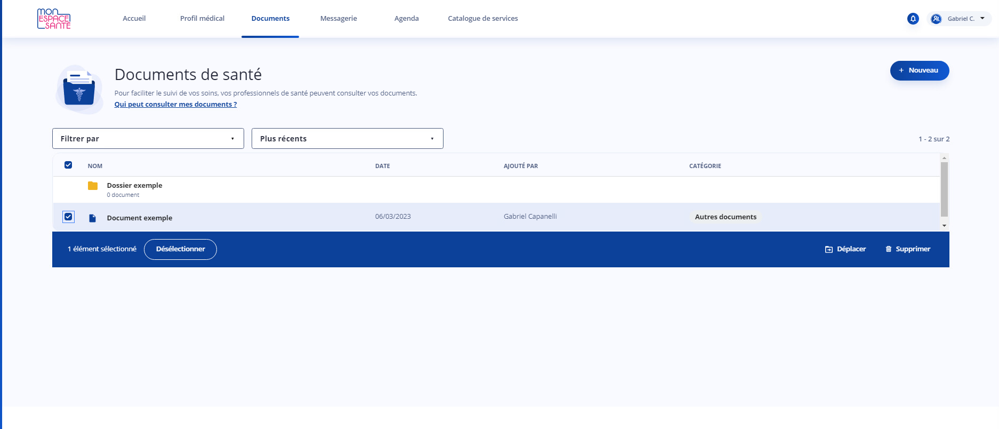 MON
ESPACE
SANTÉ
Accueil
Profil médical
Documents
Messagerie
Agenda
Catalogue de services
Gabriel C.
Documents de santé
Pour faciliter le suivi de vos soins, vos professionnels de santé peuvent consulter vos documents.
Qui peut consulter mes documents ?
+ Nouveau
Filtrer par
Plus récents
1 - 2 sur 2
NOM
DATE
AJOUTÉ PAR
CATÉGORIE
Dossier exemple
0 document
Document exemple
06/03/2023
Gabriel Capanelli
Autres documents
1 élément sélectionné
Désélectionner
Déplacer
Supprimer